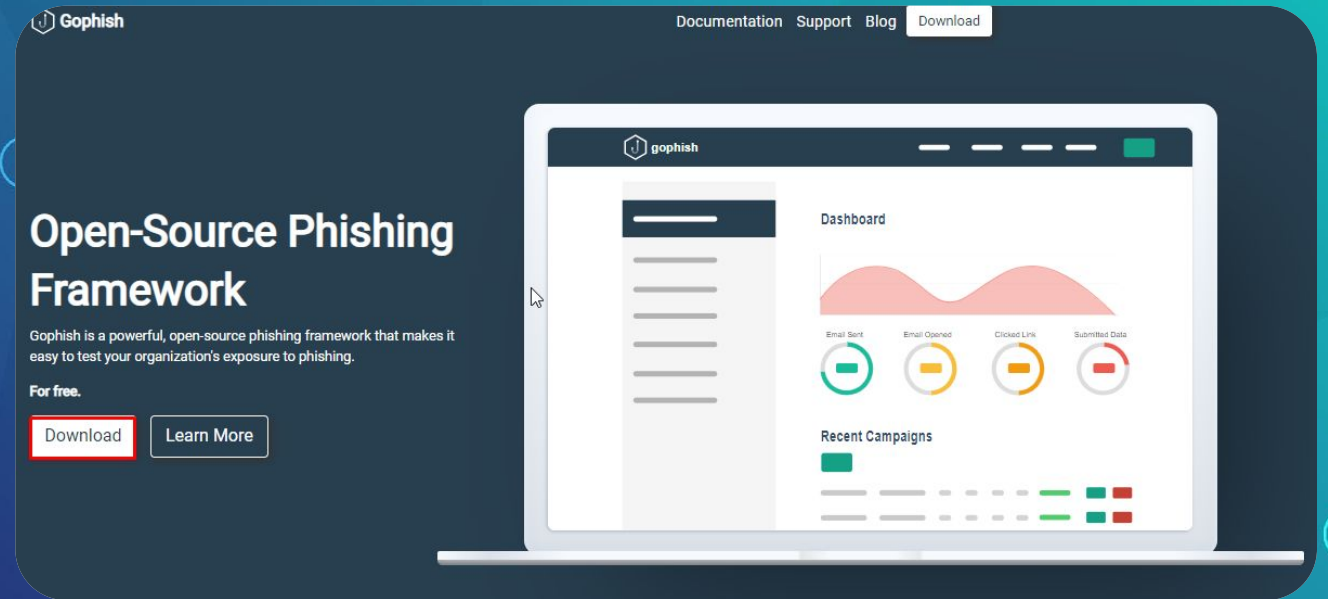 Gophish
Documentation Support Blog Download
gophish
Open-Source Phishing
Framework
Gophish is a powerful, open-source phishing framework that makes it
easy to test your organization's exposure to phishing.
For free.
Download Learn More
Dashboard
Email Sent Email Opened Clicked Link Submitted Data
Recent Campaigns